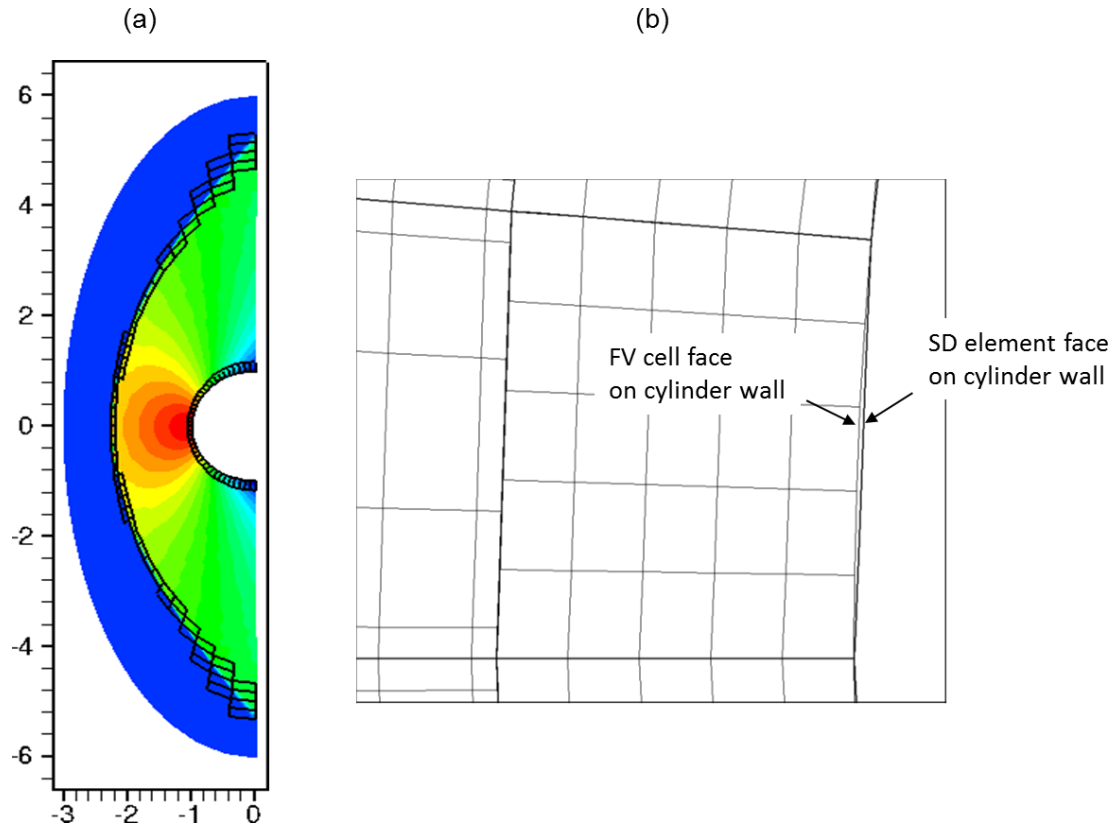 (a)
(b)
6
4
2
0
-2
-4
-6
-3
-2
-1
0
FV cell face
on cylinder wall
SD element face
on cylinder wall